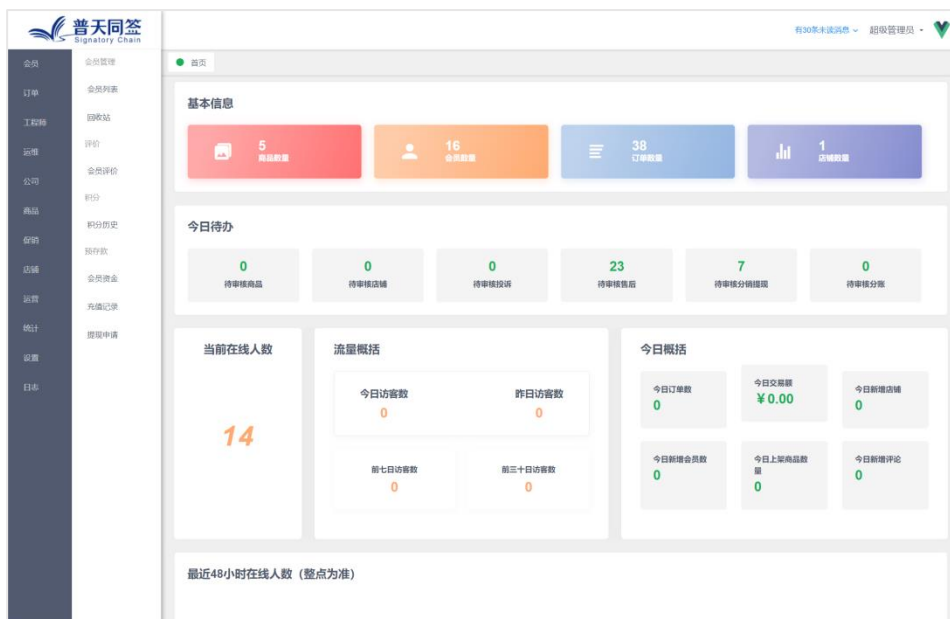 普天同签
Signatory Chain
有30条未读消息
超级管理员
会员
订单
工程师
运维
公司
商品
促销
店铺
运营
统计
设置
日志
会员管理
会员列表
回收站
评价
会员评价
积分
积分历史
预存款
会员资金
充值记录
提现申请
首页
基本信息
5
商品数量
16
会员数量
38
订单数量
1
店铺数量
今日待办
0
待审核商品
0
待审核店铺
0
待审核投诉
23
待审核售后
7
待审核分销提现
0
待审核分账
当前在线人数
14
流量概括
今日访客数
0
昨日访客数
0
前七日访客数
0
前三十日访客数
0
今日概括
今日订单数
0
今日交易额
¥0.00
今日新增店铺
0
今日新增会员数
0
今日上架商品数
量
0
今日新增评论
0
最近48小时在线人数（整点为准）